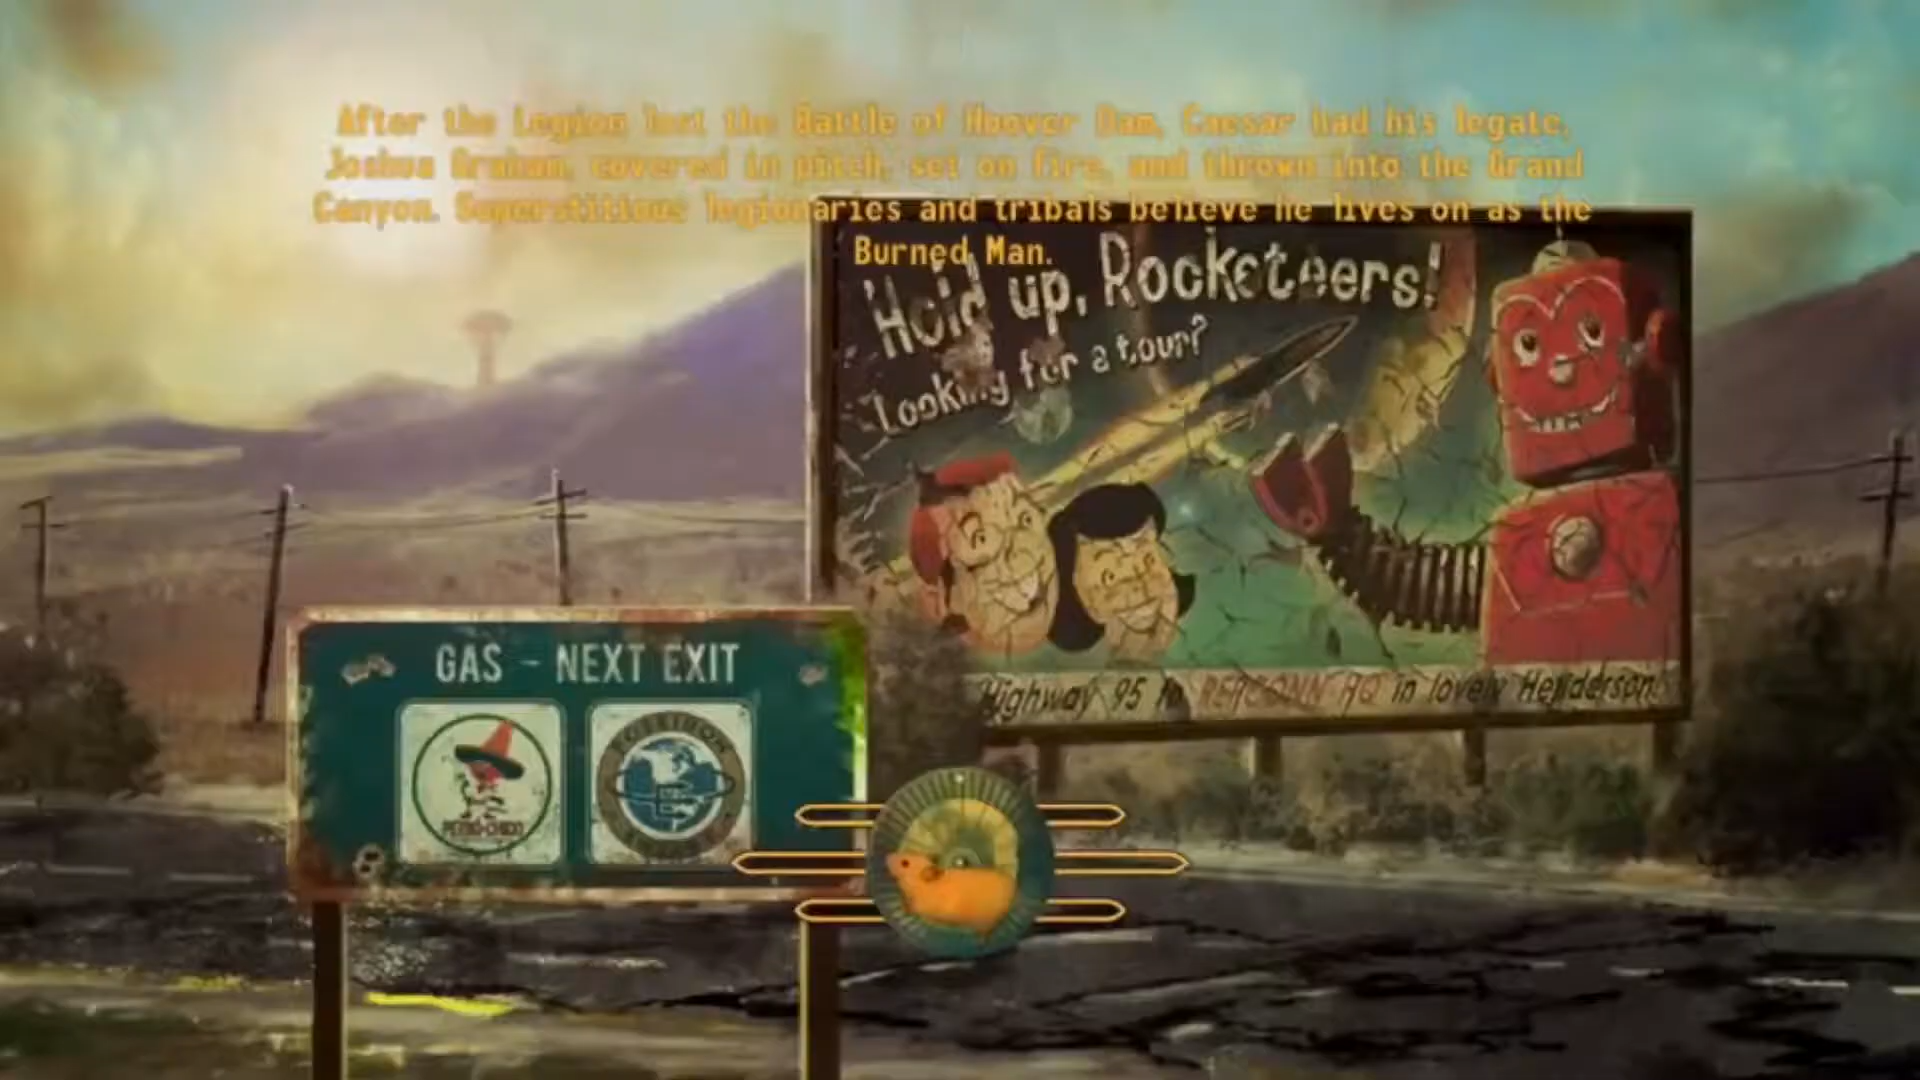 After the Legion lost the Battle of Hoover Dam, Caesar had his legate,
Joshua Graham, covered in pitch, set on fire, and thrown into the Grand
Canyon. Superstitious legionaries and tribals believe he lives on as the
Burned Man.
Hold up, Rocketeers!
Looking for a tour?
Highway 95 to REPCONN HQ in lovely Henderson!
GAS - NEXT EXIT